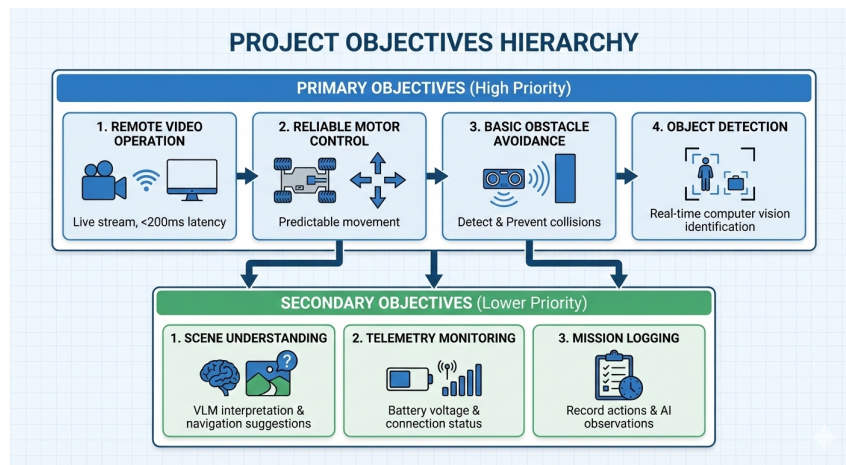 PROJECT OBJECTIVES HIERARCHY
PRIMARY OBJECTIVES (High Priority)
1. REMOTE VIDEO
OPERATION
Live stream, <200ms latency
2. RELIABLE MOTOR
CONTROL
Predictable movement
3. BASIC OBSTACLE
AVOIDANCE
Detect & Prevent collisions
4. OBJECT DETECTION
Real-time computer vision
identification
SECONDARY OBJECTIVES (Lower Priority)
1. SCENE UNDERSTANDING
?
VLM interpretation &
navigation suggestions
2. TELEMETRY MONITORING
Battery voltage &
connection status
3. MISSION LOGGING
Record actions & AI
observations